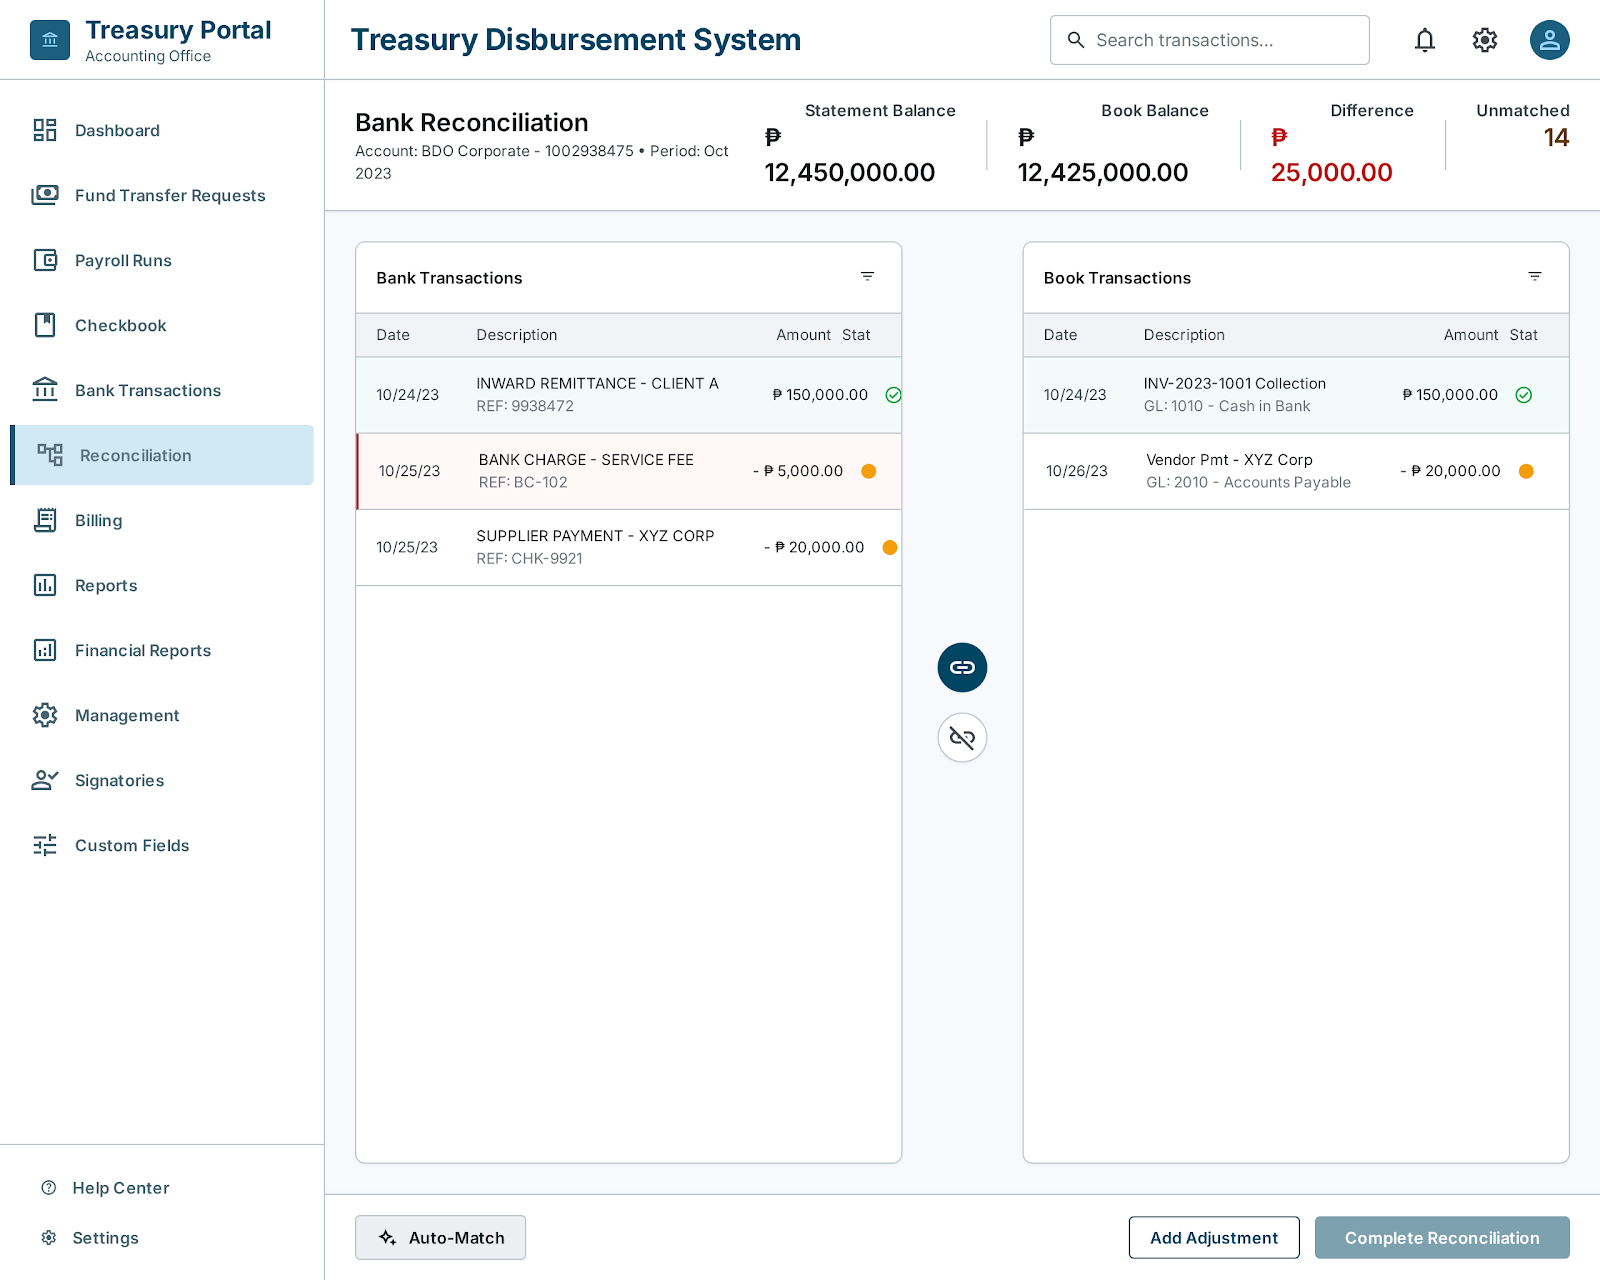 Treasury Portal
Accounting Office
Treasury Disbursement System
Search transactions...
Dashboard
Fund Transfer Requests
Payroll Runs
Checkbook
Bank Transactions
Reconciliation
Billing
Reports
Financial Reports
Management
Signatories
Custom Fields
Help Center
Settings
Bank Reconciliation
Account: BDO Corporate - 1002938475 • Period: Oct
2023
Statement Balance
₱
12,450,000.00
Book Balance
₱
12,425,000.00
Difference
₱
25,000.00
Unmatched
14
Bank Transactions
Date Description Amount Stat
10/24/23 INWARD REMITTANCE - CLIENT A ₱ 150,000.00
REF: 9938472
10/25/23 BANK CHARGE - SERVICE FEE - ₱ 5,000.00
REF: BC-102
10/25/23 SUPPLIER PAYMENT - XYZ CORP - ₱ 20,000.00
REF: CHK-9921
Book Transactions
Date Description Amount Stat
10/24/23 INV-2023-1001 Collection ₱ 150,000.00
GL: 1010 - Cash in Bank
10/26/23 Vendor Pmt - XYZ Corp - ₱ 20,000.00
GL: 2010 - Accounts Payable
Auto-Match
Add Adjustment
Complete Reconciliation